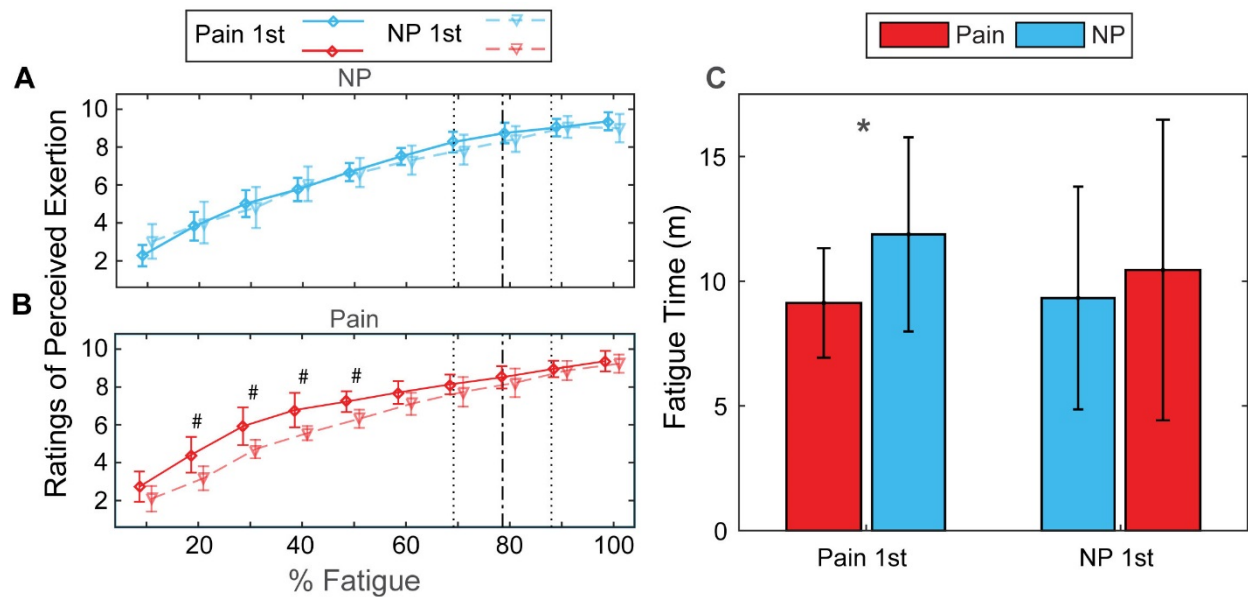 Pain 1st NP 1st
A
NP
10
8
6
4
2
B
Pain
10
8
6
4
2
# # # #
20 40 60 80 100
% Fatigue
Ratings of Perceived Exertion
Pain NP
C
*
15
10
5
0
Fatigue Time (m)
Pain 1st NP 1st